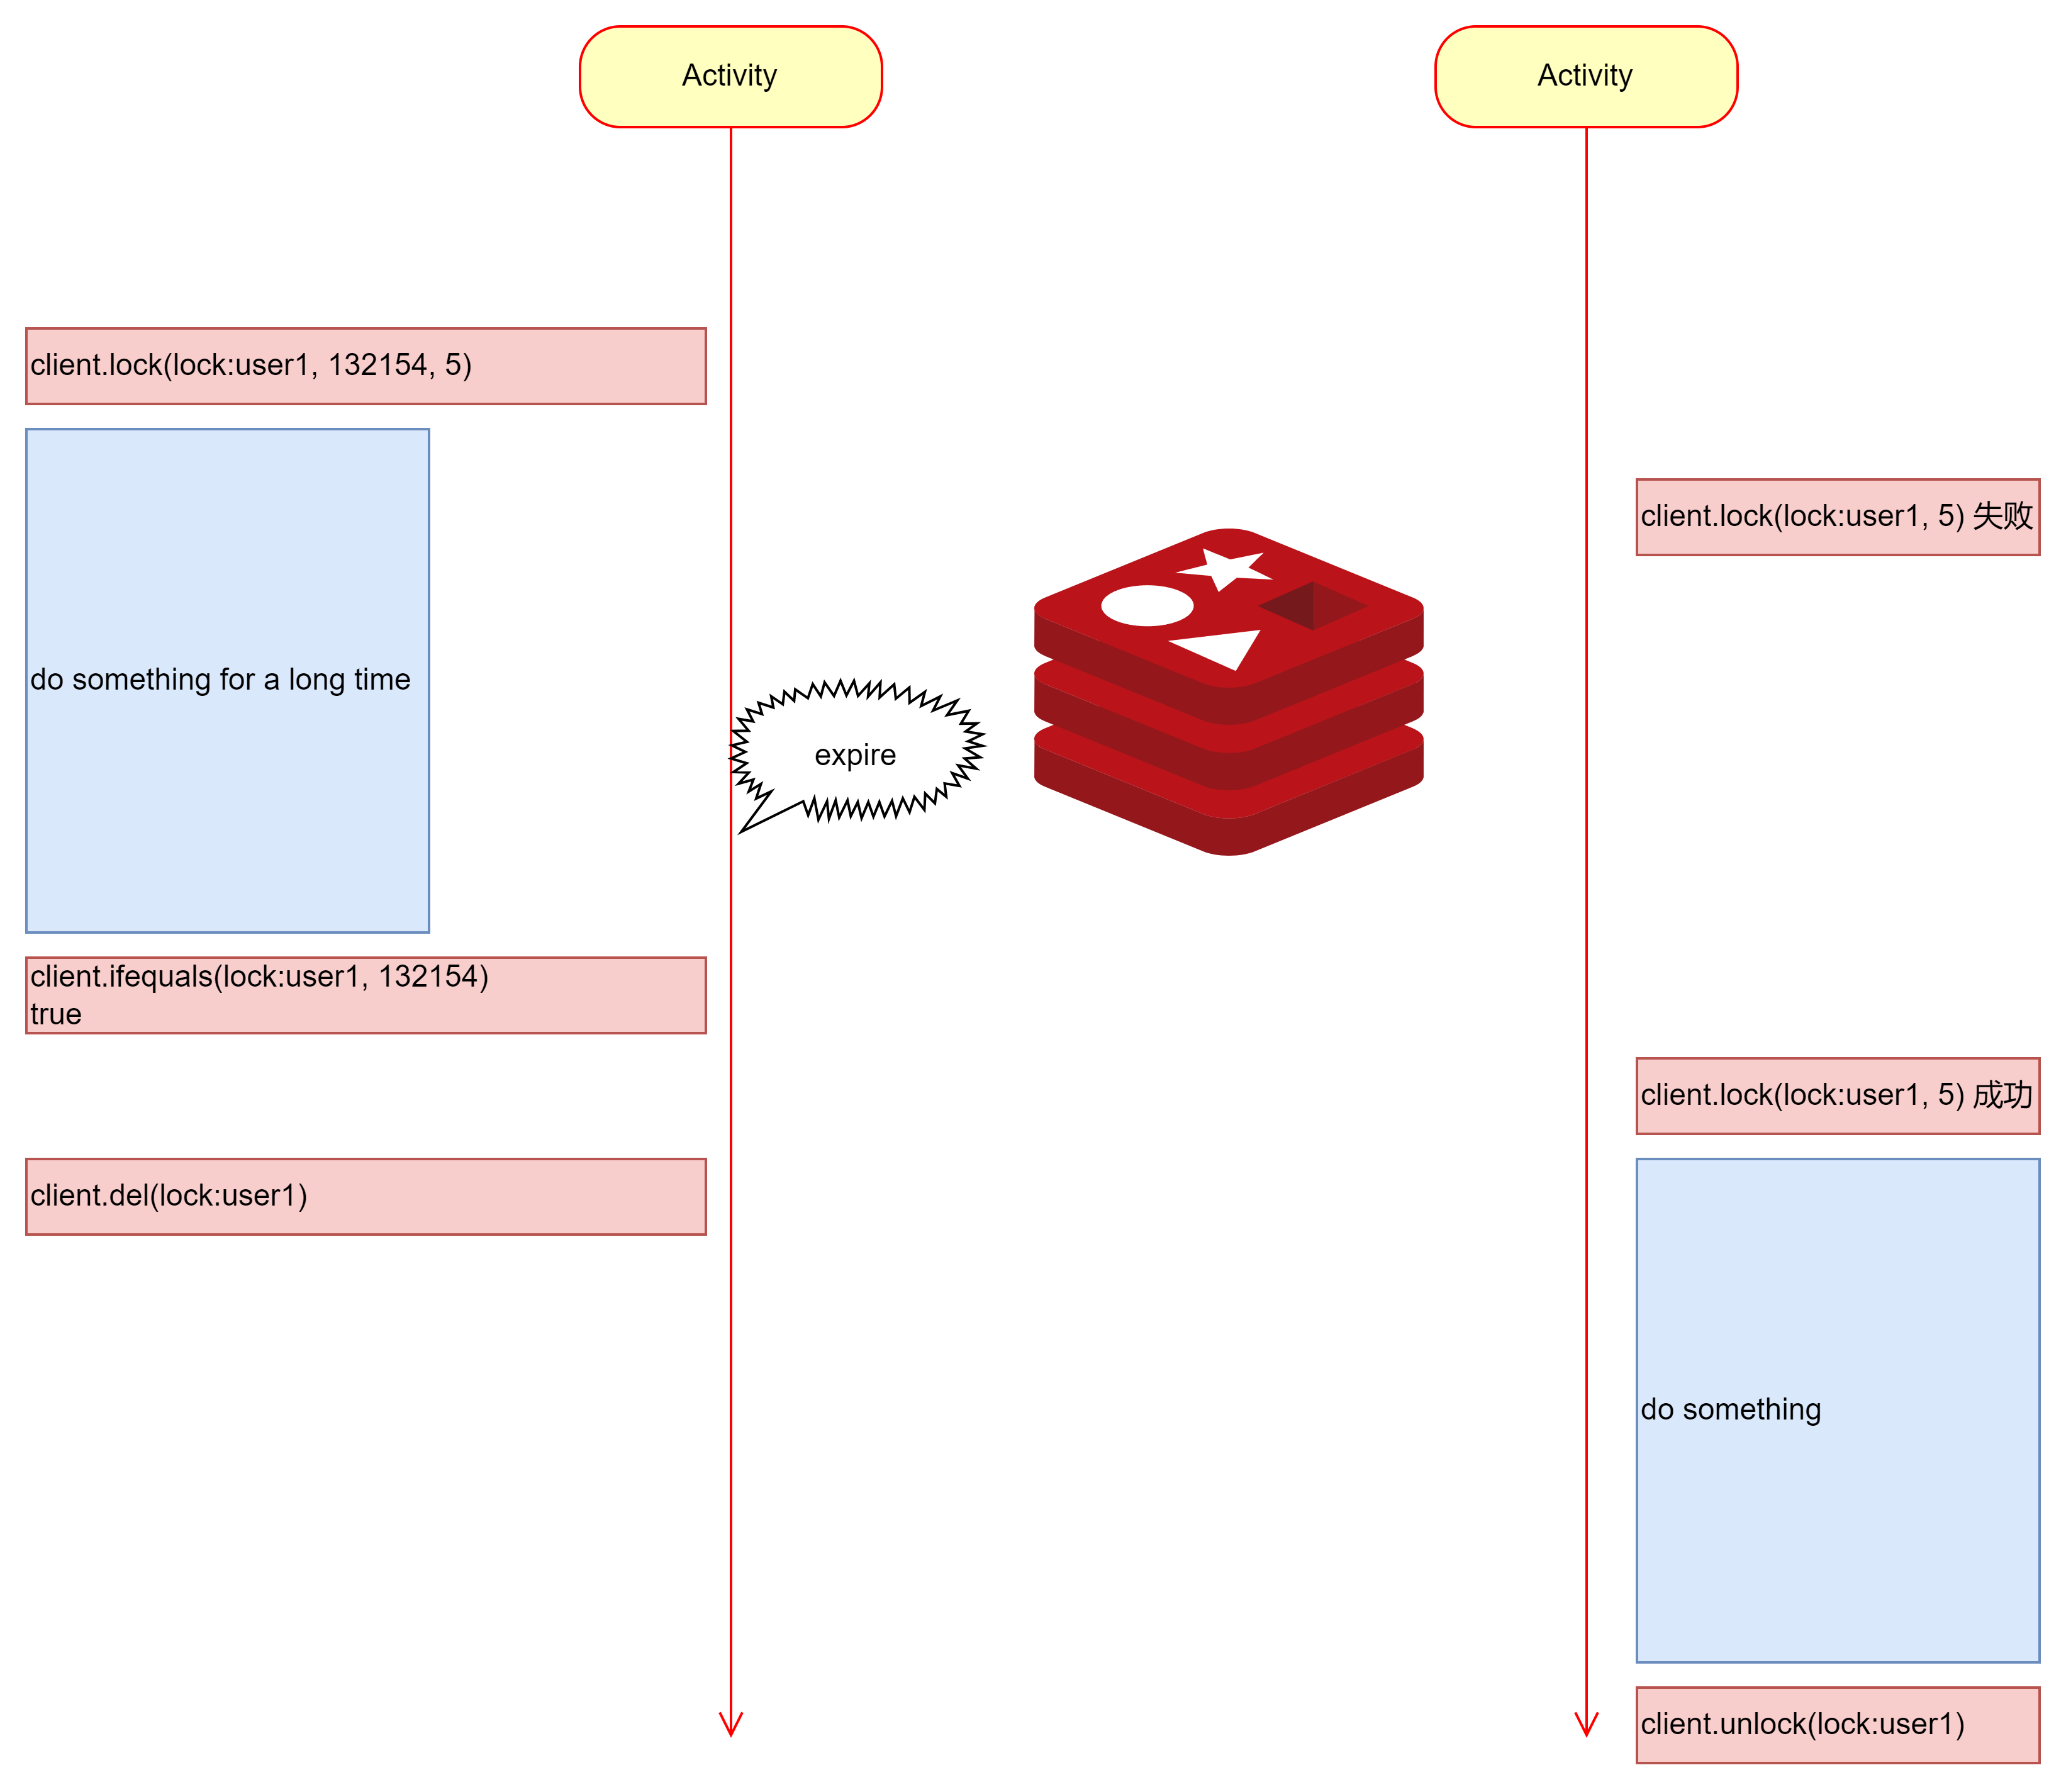 Activity
Activity
client.lock(lock:user1, 132154, 5)
client.lock(lock:user1, 5) 失败
do something for a long time
expire
client.ifequals(lock:user1, 132154)
true
client.lock(lock:user1, 5) 成功
client.del(lock:user1)
do something
client.unlock(lock:user1)